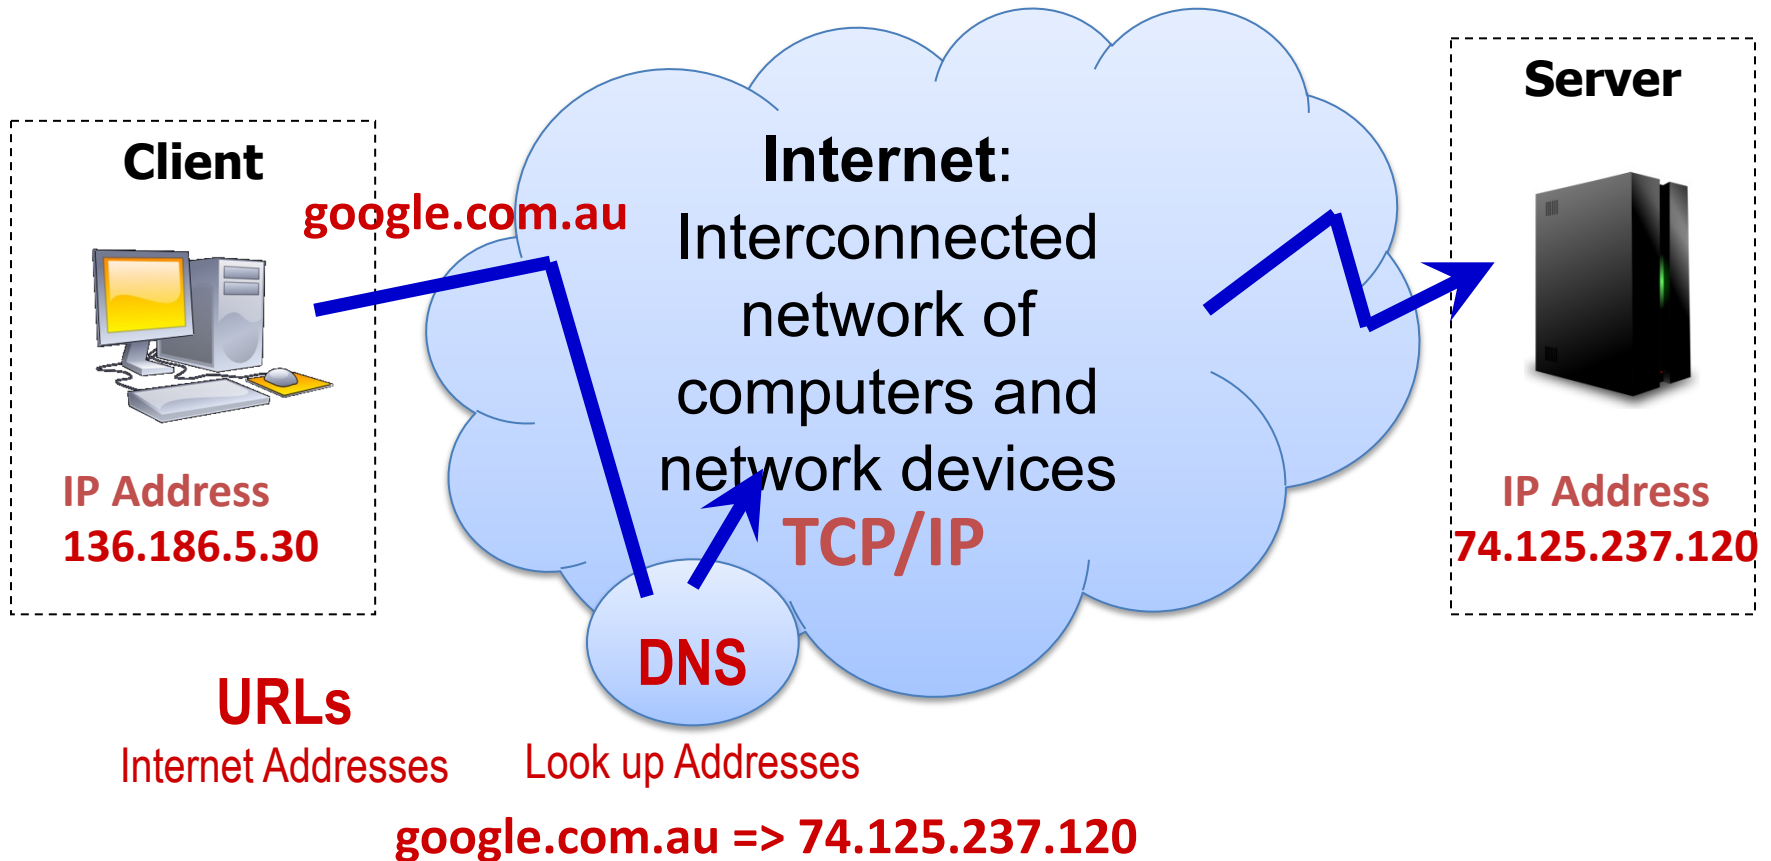 Client
google.com.au
IP Address
136.186.5.30
Internet:
Interconnected
network of
computers and
network devices
TCP/IP
Server
IP Address
74.125.237.120
DNS
URLs
Internet Addresses
Look up Addresses
google.com.au => 74.125.237.120